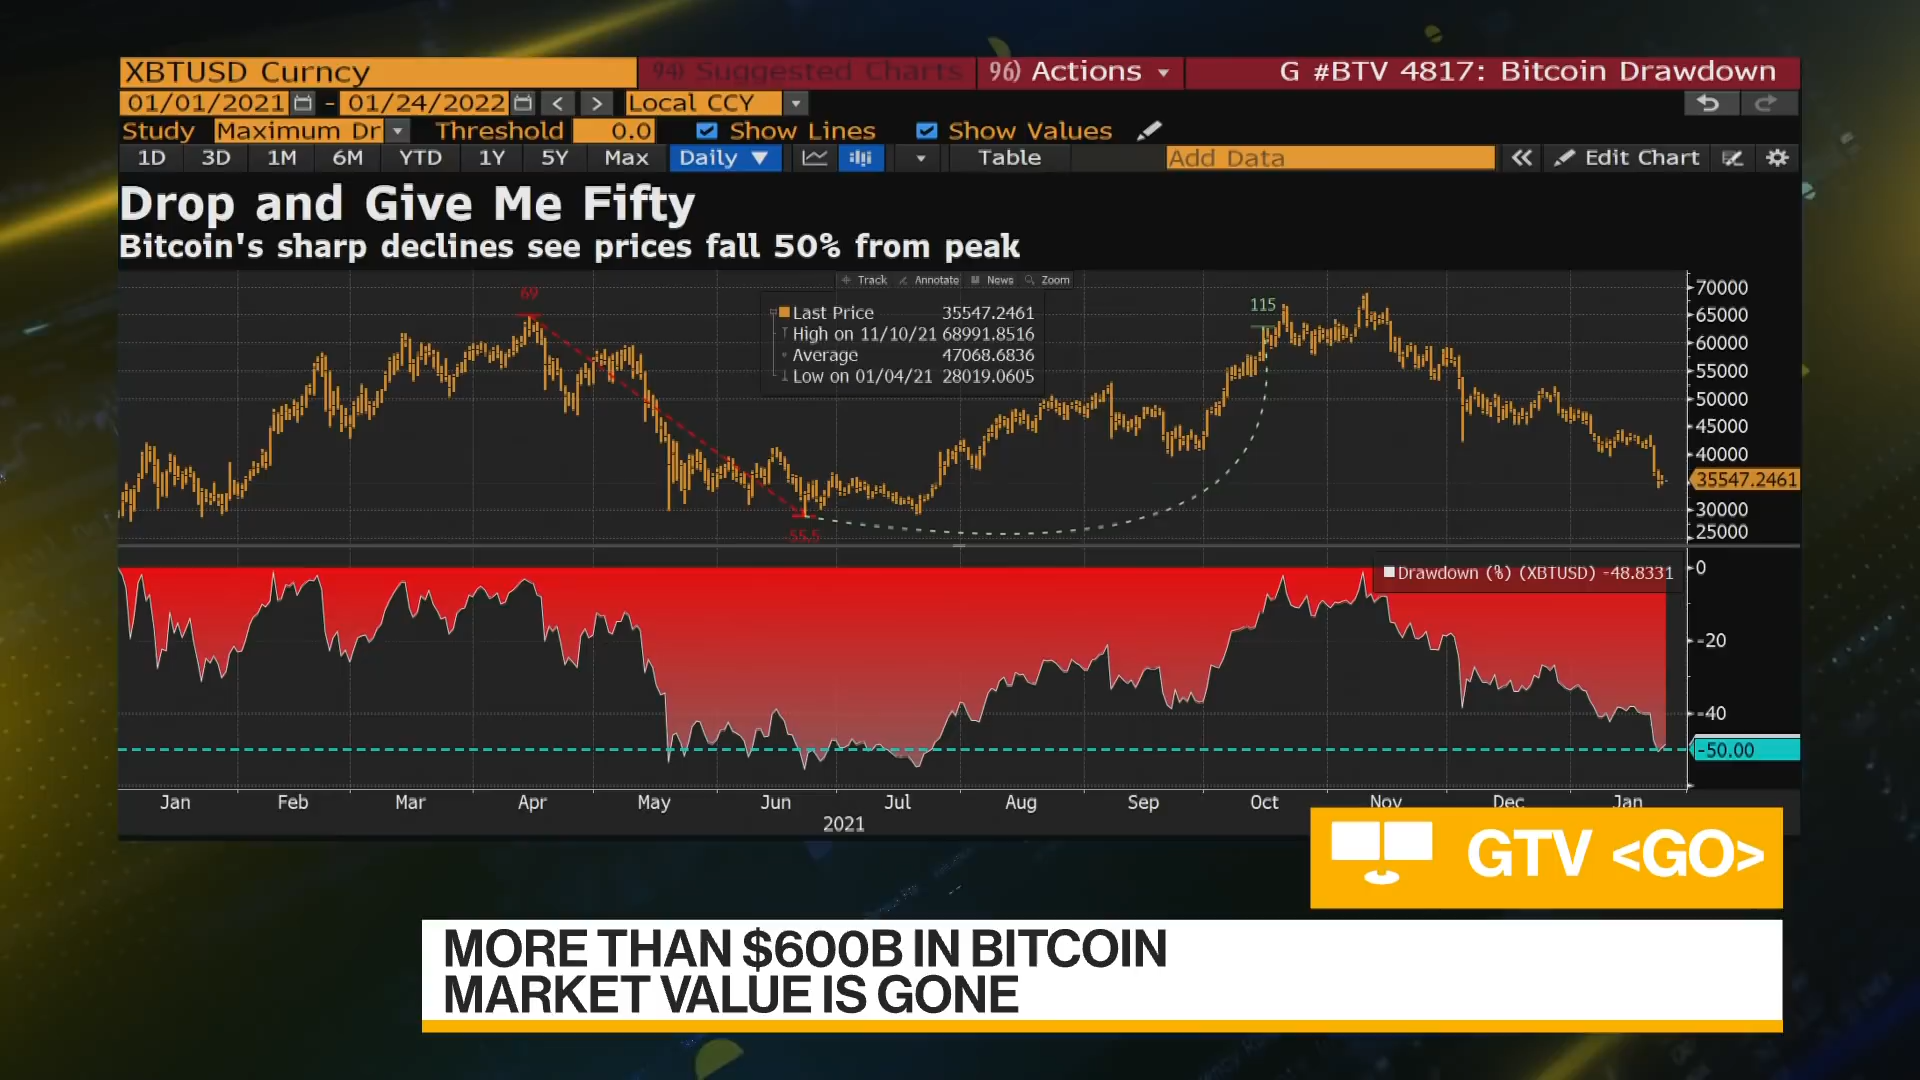 XBTUSD Curncy 94) Suggested Charts 96) Actions G #BTV 4817: Bitcoin Drawdown
01/01/2021 - 01/24/2022 < > Local CCY
Study Maximum Dr Threshold 0.0 Show Lines Show Values
1D 3D 1M 6M YTD 1Y 5Y Max Daily ▼ Table Add Data « Edit Chart
Drop and Give Me Fifty
Bitcoin's sharp declines see prices fall 50% from peak
Track Annotate News Zoom
69
115
Last Price 35547.2461
High on 11/10/21 68991.8516
Average 47068.6836
Low on 01/04/21 28019.0605
-55.5
70000
65000
60000
55000
50000
45000
40000
35547.2461
30000
25000
Drawdown (%) (XBTUSD) -48.8331
0
-20
-40
-50.00
Jan Feb Mar Apr May Jun Jul Aug Sep Oct Nov Dec Jan
2021
GTV <GO>
MORE THAN $600B IN BITCOIN
MARKET VALUE IS GONE